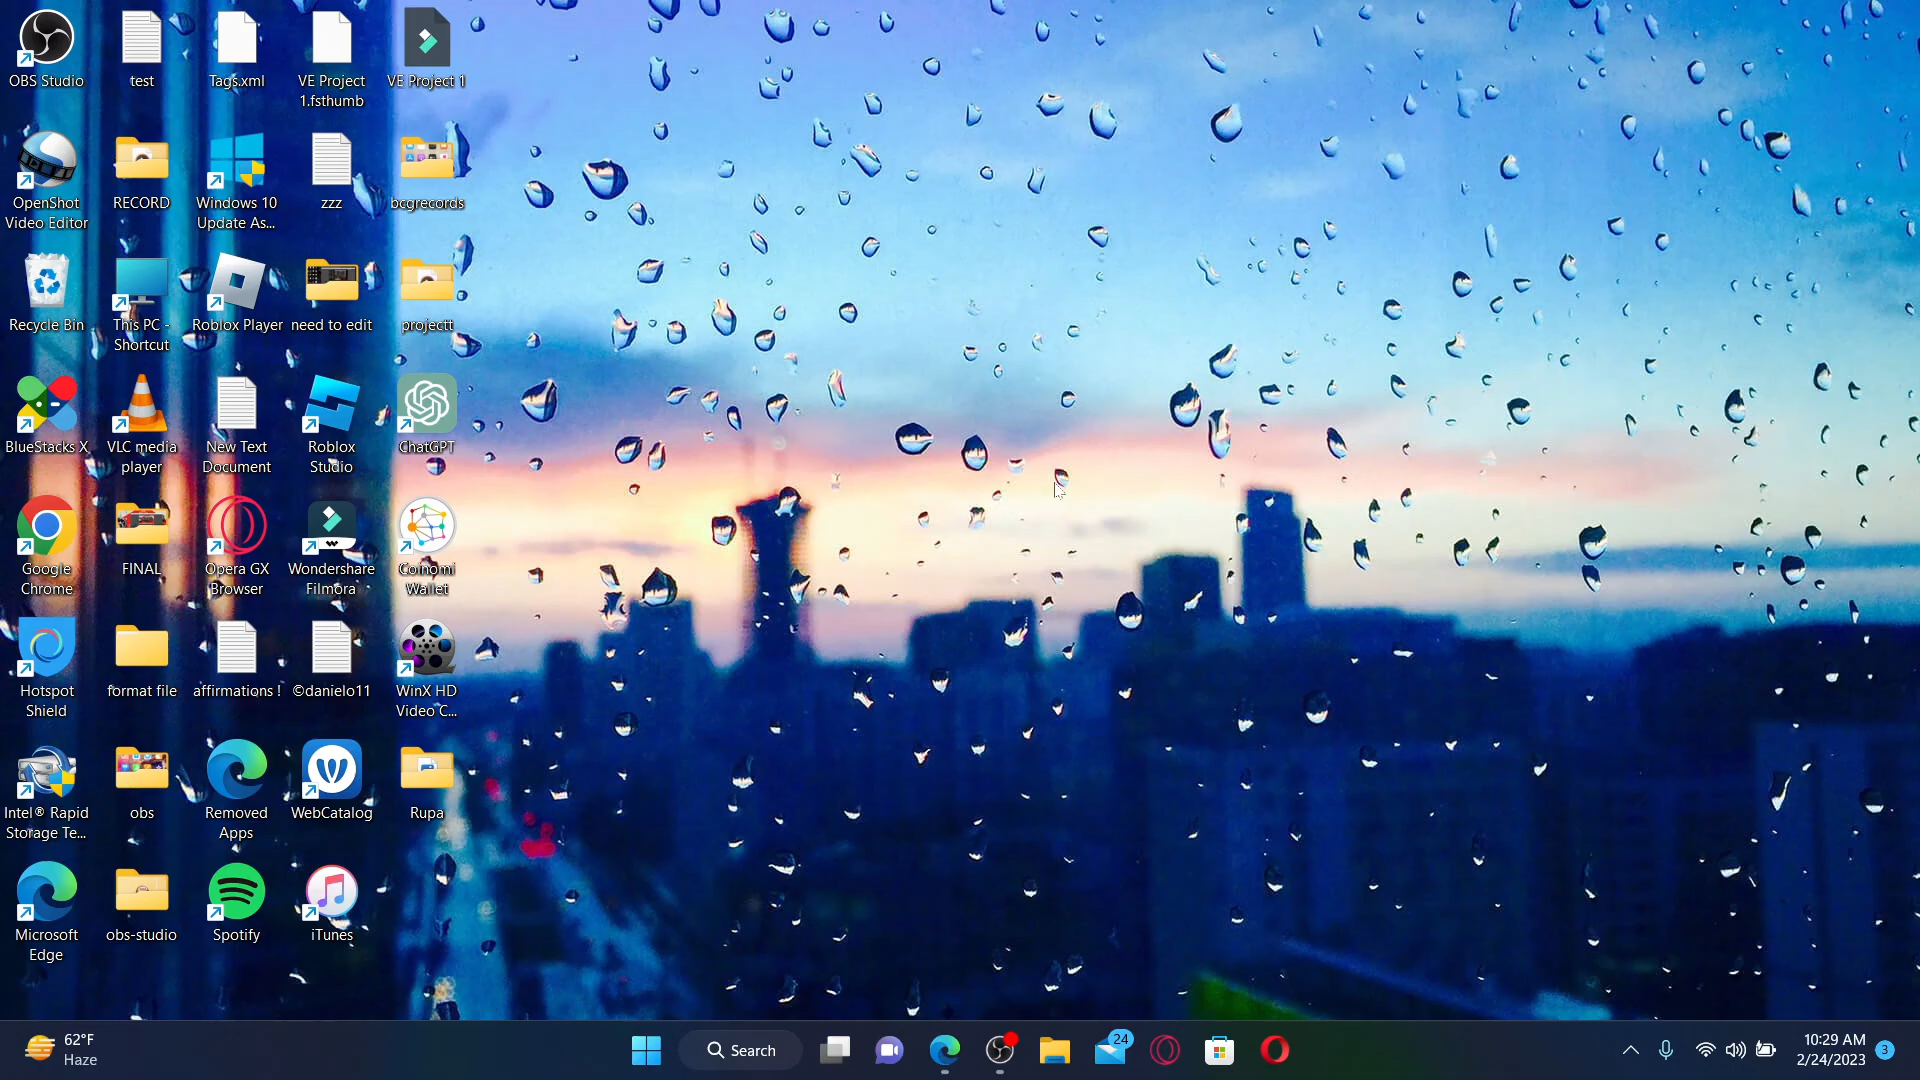 OBS Studio
test
Tags.xml
VE Project
1.fsthumb
VE Project 1
OpenShot
Video Editor
RECORD
Windows 10
Update As...
zzz
bcgrecords
Recycle Bin
This PC -
Shortcut
Roblox Player
need to edit
projectt
BlueStacks X
VLC media
player
New Text
Document
Roblox
Studio
ChatGPT
Google
Chrome
FINAL
Opera GX
Browser
Wondershare
Filmora
Coinomi
Wallet
Hotspot
Shield
format file
affirmations !
©danielo11
WinX HD
Video C...
Intel® Rapid
Storage Te...
obs
Removed
Apps
WebCatalog
Rupa
Microsoft
Edge
obs-studio
Spotify
iTunes
62°F
Haze
Search
24
10:29 AM
2/24/2023
3